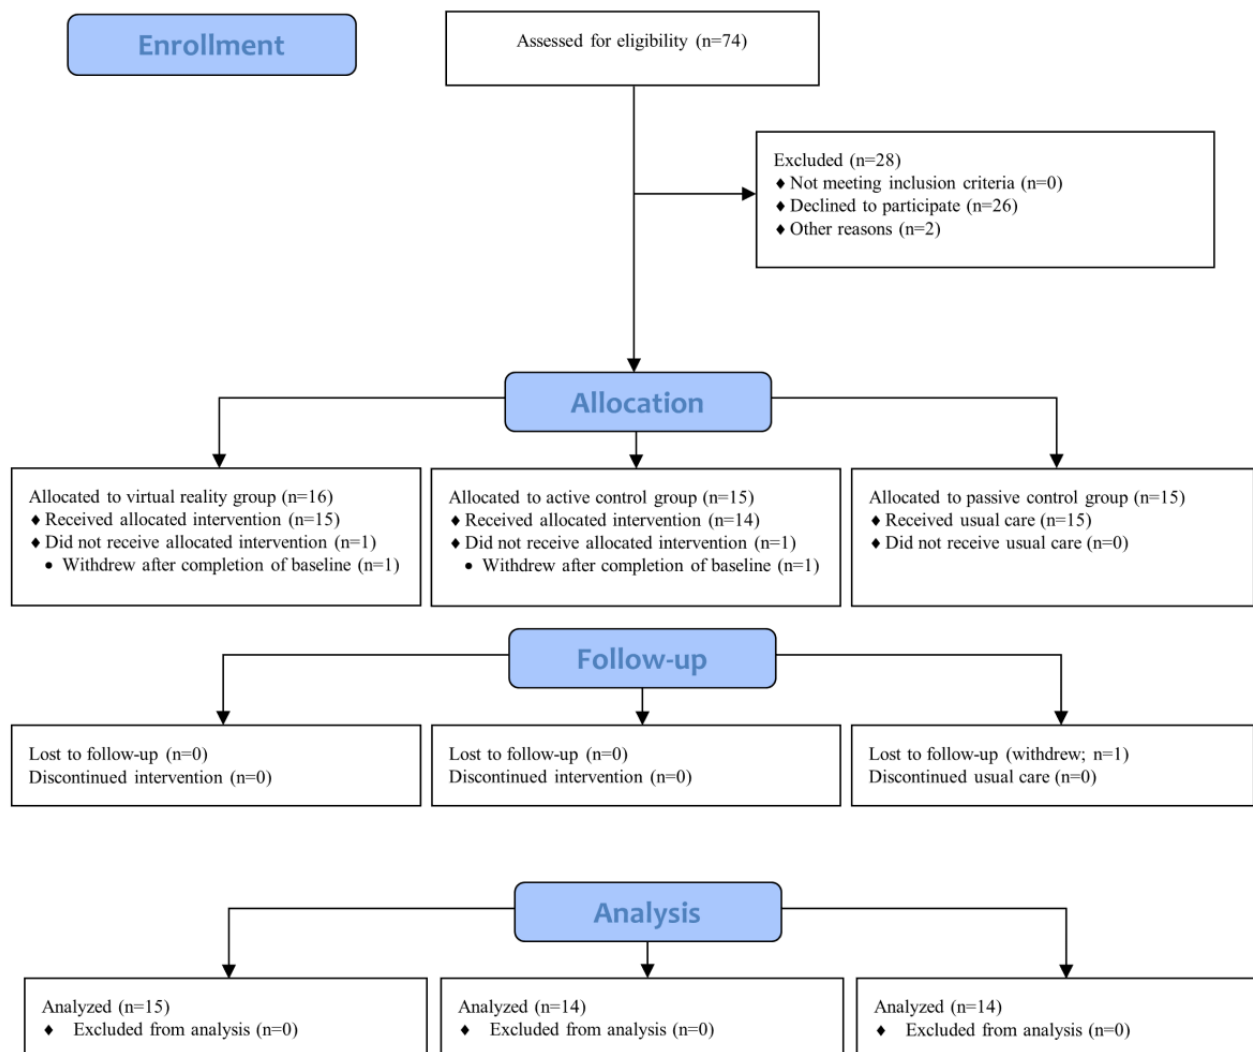 Enrollment
Assessed for eligibility (n=74)
Excluded (n=28)
♦ Not meeting inclusion criteria (n=0)
♦ Declined to participate (n=26)
♦ Other reasons (n=2)
Allocation
Allocated to virtual reality group (n=16)
♦ Received allocated intervention (n=15)
♦ Did not receive allocated intervention (n=1)
• Withdrew after completion of baseline (n=1)
Allocated to active control group (n=15)
♦ Received allocated intervention (n=14)
♦ Did not receive allocated intervention (n=1)
• Withdrew after completion of baseline (n=1)
Allocated to passive control group (n=15)
♦ Received usual care (n=15)
♦ Did not receive usual care (n=0)
Follow-up
Lost to follow-up (n=0)
Discontinued intervention (n=0)
Lost to follow-up (n=0)
Discontinued intervention (n=0)
Lost to follow-up (withdrew; n=1)
Discontinued usual care (n=0)
Analysis
Analyzed (n=15)
♦ Excluded from analysis (n=0)
Analyzed (n=14)
♦ Excluded from analysis (n=0)
Analyzed (n=14)
♦ Excluded from analysis (n=0)